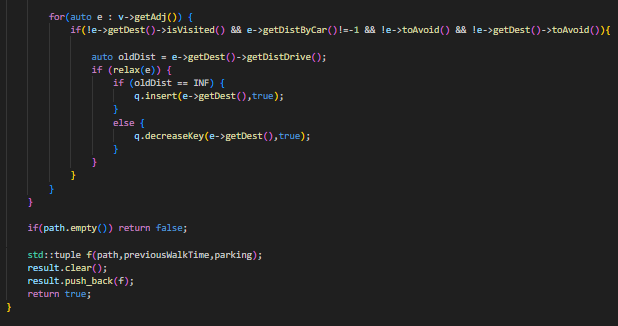 for(auto e : v->getAdj()) {
if(!e->getDest()->isVisited() && e->getDistByCar()!=-1 && !e->toAvoid() && !e->getDest()->toAvoid()){
auto oldDist = e->getDest()->getDistDrive();
if (relax(e)) {
if (oldDist == INF) {
q.insert(e->getDest(),true);
}
else {
q.decreaseKey(e->getDest(),true);
}
}
}
}
}
if(path.empty()) return false;
std::tuple f(path,previousWalkTime,parking);
result.clear();
result.push_back(f);
return true;
}